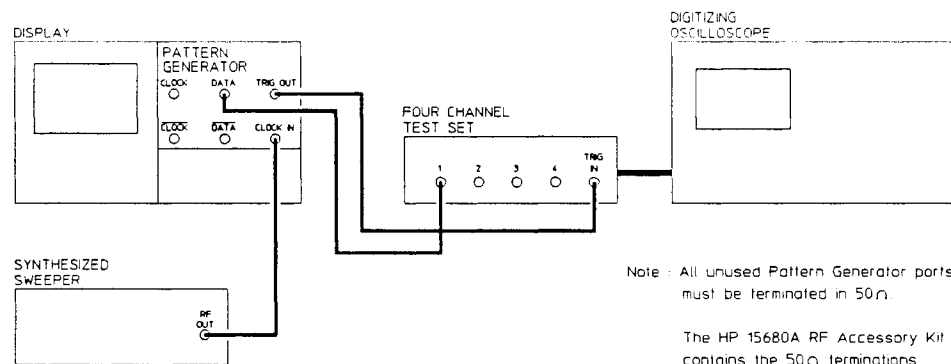 DISPLAY
PATTERN
GENERATOR
CLOCK DATA TRIG OUT
CLOCK DATA CLOCK IN
SYNTHESIZED
SWEEPER
RF
OUT
FOUR CHANNEL
TEST SET
1 2 3 4 TRIG
IN
DIGITIZING
OSCILLOSCOPE
Note : All unused Pattern Generator ports
must be terminated in 50Ω.
The HP 15680A RF Accessory Kit
contains the 50Ω terminations